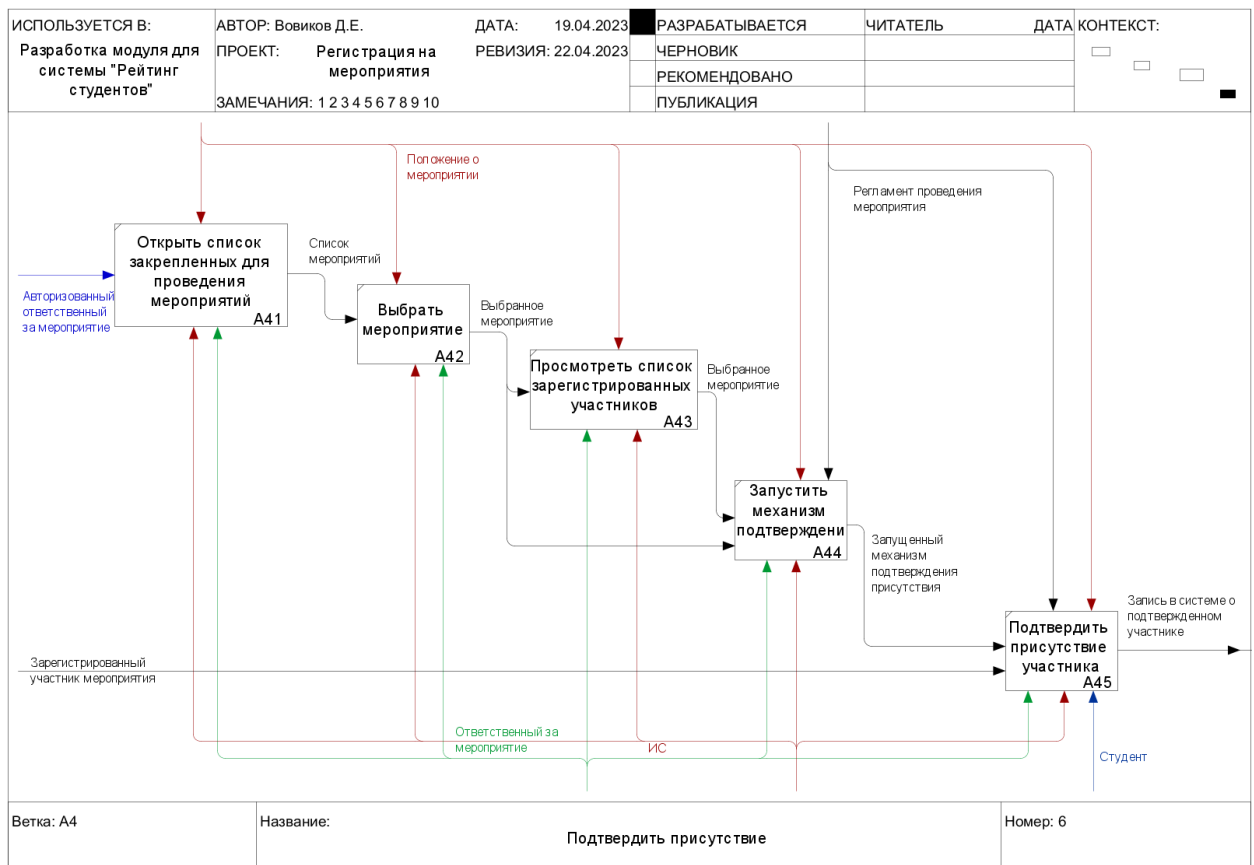 ИСПОЛЬЗУЕТСЯ В:
Разработка модуля для
системы "Рейтинг
студентов"
АВТОР: Вовиков Д.Е.
ДАТА: 19.04.2023
ПРОЕКТ: Регистрация на
мероприятия
РЕВИЗИЯ: 22.04.2023
ЗАМЕЧАНИЯ: 1 2 3 4 5 6 7 8 9 10
РАЗРАБАТЫВАЕТСЯ
ЧЕРНОВИК
РЕКОМЕНДОВАНО
ПУБЛИКАЦИЯ
ЧИТАТЕЛЬ
ДАТА
КОНТЕКСТ:
Положение о
мероприятии
Регламент проведения
мероприятия
Открыть список
закрепленных для
проведения
мероприятий
A41
Список
мероприятий
Авторизованный
ответственный
за мероприятие
Выбрать
мероприятие
A42
Выбранное
мероприятие
Просмотреть список
зарегистрированных
участников
A43
Выбранное
мероприятие
Запустить
механизм
подтверждени
A44
Запущенный
механизм
подтверждения
присутствия
Подтвердить
присутствие
участника
A45
Запись в системе о
подтвержденном
участнике
Зарегистрированный
участник мероприятия
Ответственный за
мероприятие
ИС
Студент
Ветка: A4
Название:
Подтвердить присутствие
Номер: 6